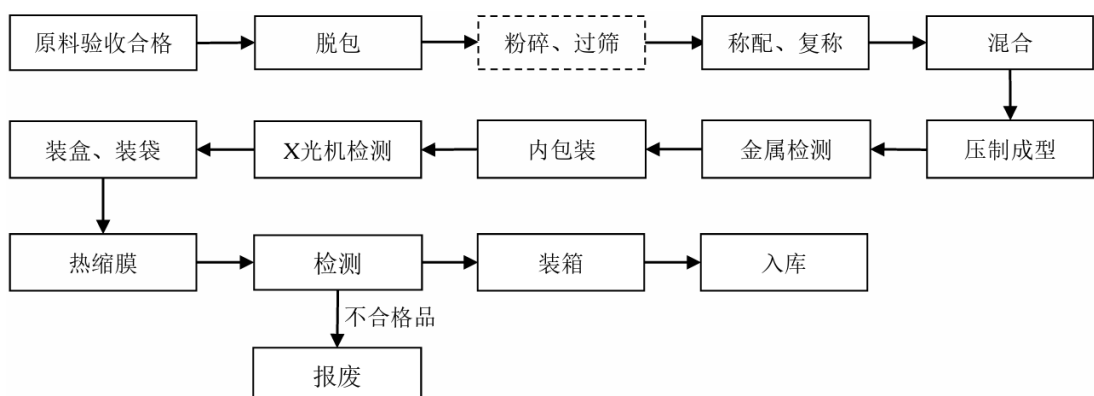 原料验收合格
脱包
粉碎、过筛
称配、复称
混合
压制成型
金属检测
内包装
X光机检测
装盒、装袋
热缩膜
检测
装箱
入库
不合格品
报废